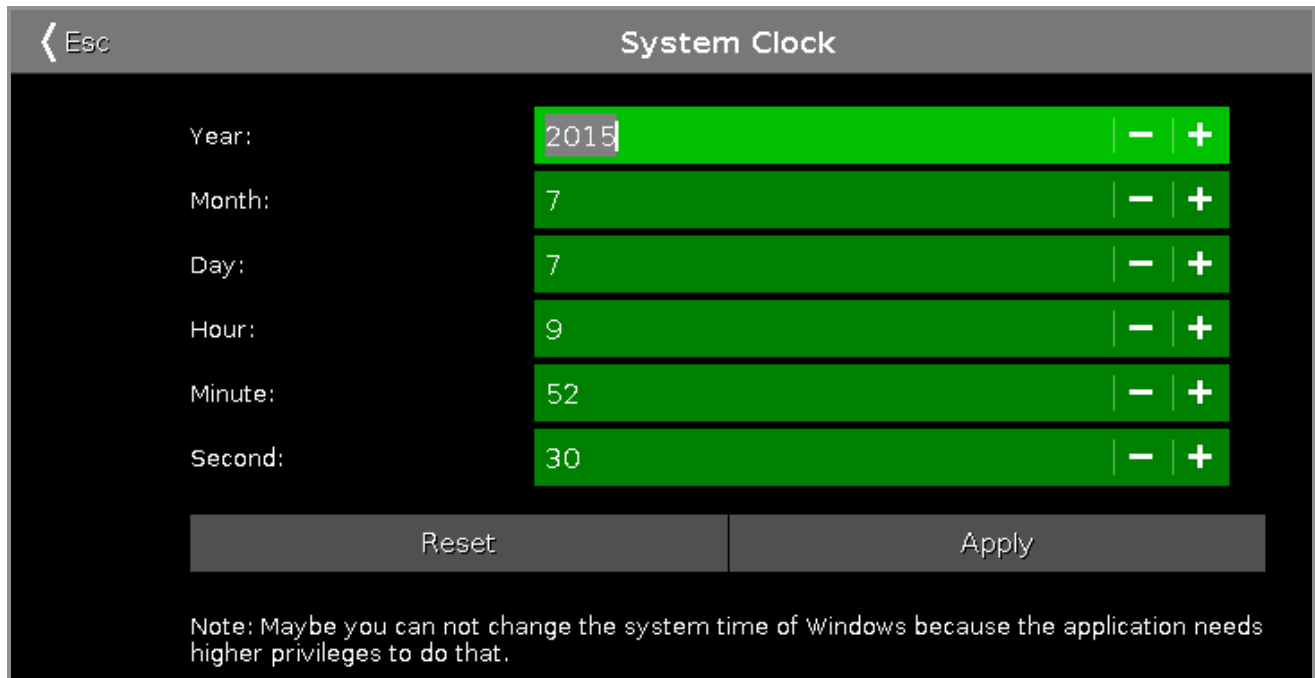 Esc
System Clock
Year: 2015
Month: 7
Day: 7
Hour: 9
Minute: 52
Second: 30
Reset Apply
Note: Maybe you can not change the system time of Windows because the application needs
higher privileges to do that.